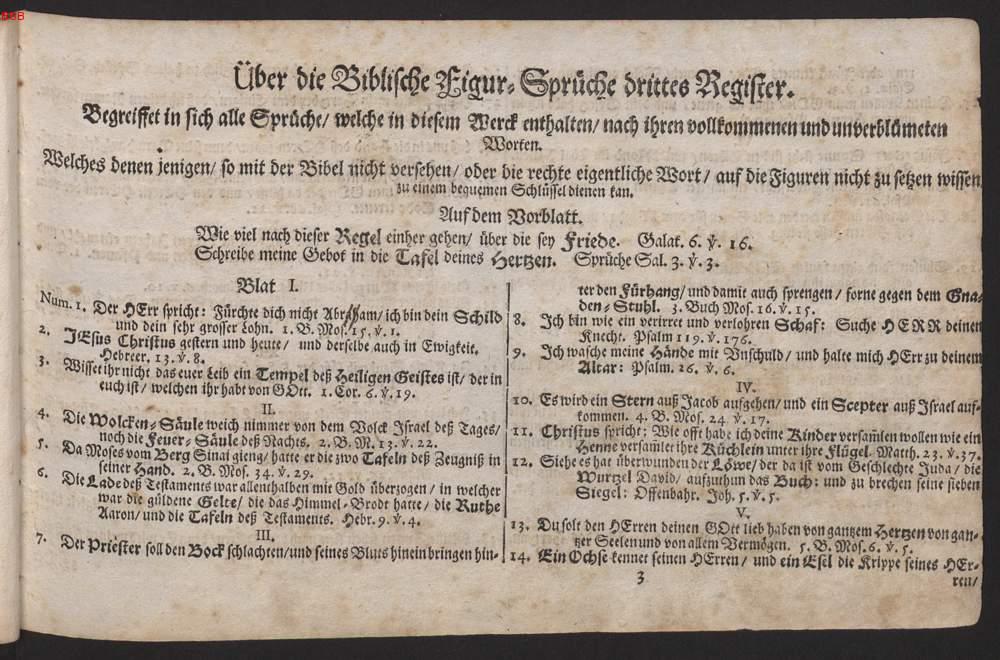 Über die Biblische Figur-Sprüche drittes Register.
Begreiffet in sich alle Sprüche/ welche in diesem Werck enthalten/ nach ihren vollkommenen und unverblümeten
Worten.
Welches denen jenigen/ so mit der Bibel nicht versehen/ oder die rechte eigentliche Wort/ auf die Figuren nicht zu setzen wissen,
zu einem bequemen Schlüssel dienen kan.
Auf dem Vorblatt.
Wie viel nach dieser Regel einher gehen/ über die sey Friede. Galat. 6. ℣. 16.
Schreibe meine Gebot in die Tafel deines Hertzen. Sprüche Sal. 3. ℣. 3.
Blat I.
Num. 1. Der HErr spricht: Fürchte dich nicht Abraham/ ich bin dein Schild
und dein sehr grosser Lohn. 1. B. Mos. 15. ℣. 1.
2. JEsus Christus gestern und heute/ und derselbe auch in Ewigkeit.
Hebreer. 13. ℣. 8.
3. Wisset ihr nicht das euer Leib ein Tempel deß Heiligen Geistes ist/ der in
euch ist/ welchen ihr habt von GOtt. 1. Cor. 6. ℣. 19.
II.
4. Die Wolcken-Säule weich nimmer von dem Volck Israel deß Tages/
noch die Feuer-Säule deß Nachts. 2. B. M. 13. ℣. 22.
5. Da Moses vom Berg Sinai gieng/ hatte er die zwo Tafeln deß Zeugniß in
seiner Hand. 2. B. Mos. 34. ℣. 29.
6. Die Lade deß Testaments war allenthalben mit Gold überzogen/ in welcher
war die güldene Gelte/ die das Himmel-Brodt hatte/ die Ruthe
Aaron/ und die Tafeln deß Testaments. Hebr. 9. ℣. 4.
III.
7. Der Priester soll den Bock schlachten/ und seines Bluts hinein bringen hin-
ter den Fürhang/ und damit auch sprengen/ forne gegen dem Gna-
den-Stuhl. 3. Buch Mos. 16. ℣. 15.
8. Ich bin wie ein verirret und verlohren Schaf: Suche HERR deinen
Knecht. Psalm 119. ℣. 176.
9. Ich wasche meine Hände mit Unschuld/ und halte mich HErr zu deinem
Altar: Psalm. 26. ℣. 6.
IV.
10. Es wird ein Stern auß Jacob aufgehen/ und ein Scepter auß Israel auf-
kommen. 4. B. Mos. 24. ℣. 17.
11. Christus spricht: Wie offt habe ich deine Kinder versam̄len wollen wie ein
Henne versam̄let ihre Küchlein unter ihre Flügel. Matth. 23. ℣. 37.
12. Siehe es hat überwunden der Löwe/ der da ist vom Geschlechte Juda/ die
Wurtzel David/ aufzuthun das Buch: und zu brechen seine sieben
Siegel: Offenbahr. Joh. 5. ℣. 5.
V.
13. Du solt den HErren deinen GOtt lieb haben von gantzem Hertzen von gan-
tzer Seelen und von allem Vermögen. 5. B. Mos. 6. ℣. 5.
14. Ein Ochse kennet seinen HErren/ und ein Esel die Krippe seines HEr-
3
ren/